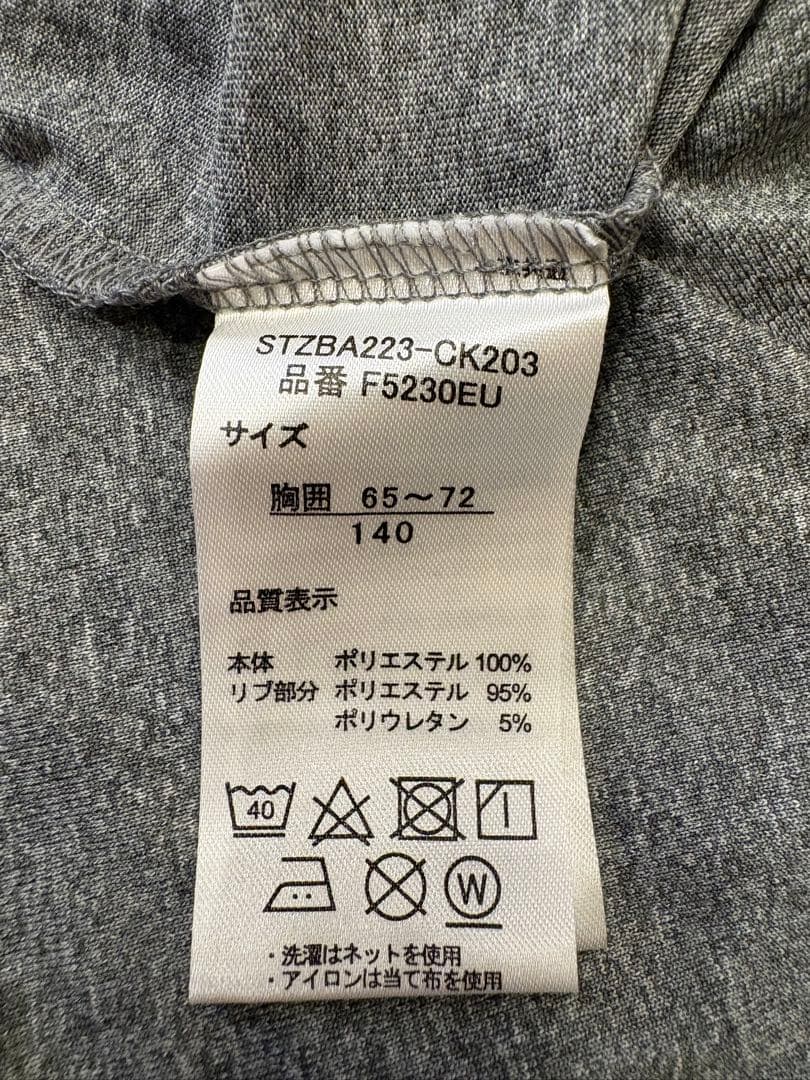 STZBA223-CK203
品番 F5230EU
サイズ
胸囲 65～72
140
品質表示
本体 ポリエステル 100%
リブ部分 ポリエステル 95%
ポリウレタン 5%
40
W
・洗濯はネットを使用
・アイロンは当て布を使用